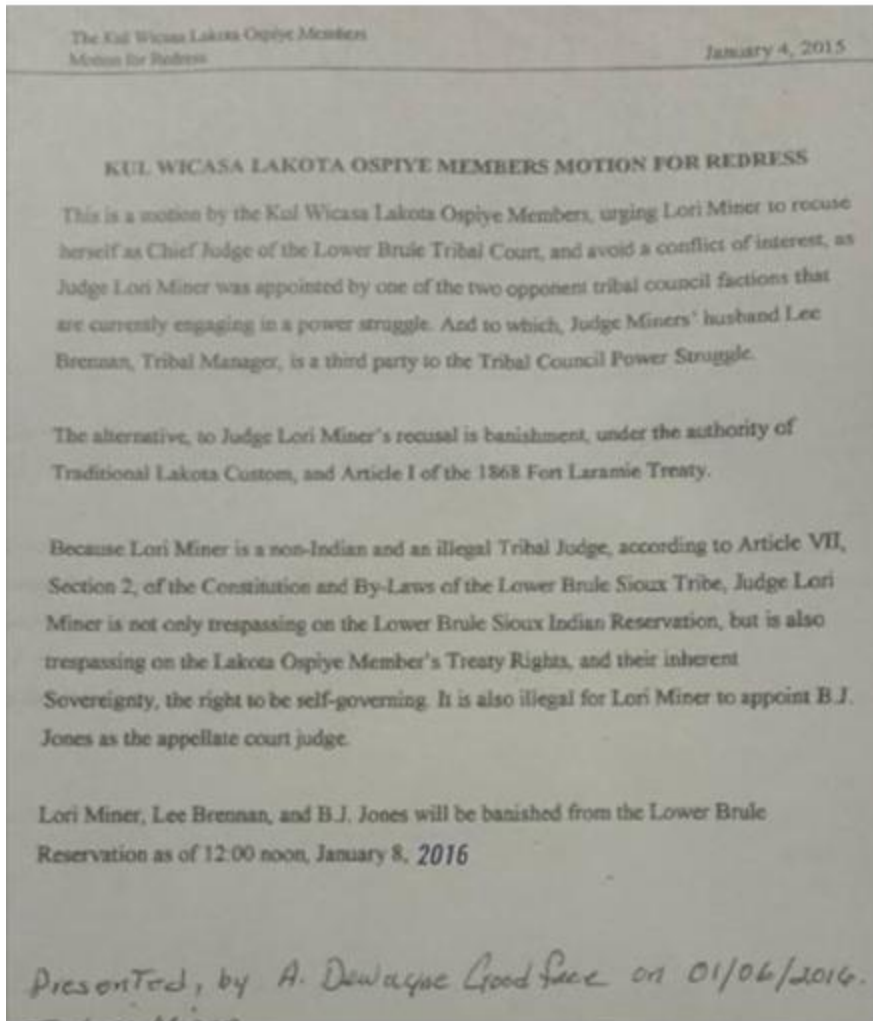 The Kul Wicasa Lakota Ospiye Members
Motion for Redress
January 4, 2015
KUL WICASA LAKOTA OSPIYE MEMBERS MOTION FOR REDRESS
This is a motion by the Kul Wicasa Lakota Ospiye Members, urging Lori Miner to recuse
herself as Chief Judge of the Lower Brule Tribal Court, and avoid a conflict of interest, as
Judge Lori Miner was appointed by one of the two opponent tribal council factions that
are currently engaging in a power struggle. And to which, Judge Miners' husband Lee
Brennan, Tribal Manager, is a third party to the Tribal Council Power Struggle.
The alternative, to Judge Lori Miner's recusal is banishment, under the authority of
Traditional Lakota Custom, and Article I of the 1868 Fort Laramie Treaty.
Because Lori Miner is a non-Indian and an illegal Tribal Judge, according to Article VII,
Section 2, of the Constitution and By-Laws of the Lower Brule Sioux Tribe, Judge Lori
Miner is not only trespassing on the Lower Brule Sioux Indian Reservation, but is also
trespassing on the Lakota Ospiye Member's Treaty Rights, and their inherent
Sovereignty, the right to be self-governing. It is also illegal for Lori Miner to appoint B.J.
Jones as the appellate court judge.
Lori Miner, Lee Brennan, and B.J. Jones will be banished from the Lower Brule
Reservation as of 12:00 noon, January 8, 2016
Presented, by A. Dewayne Good face on 01/06/2016.